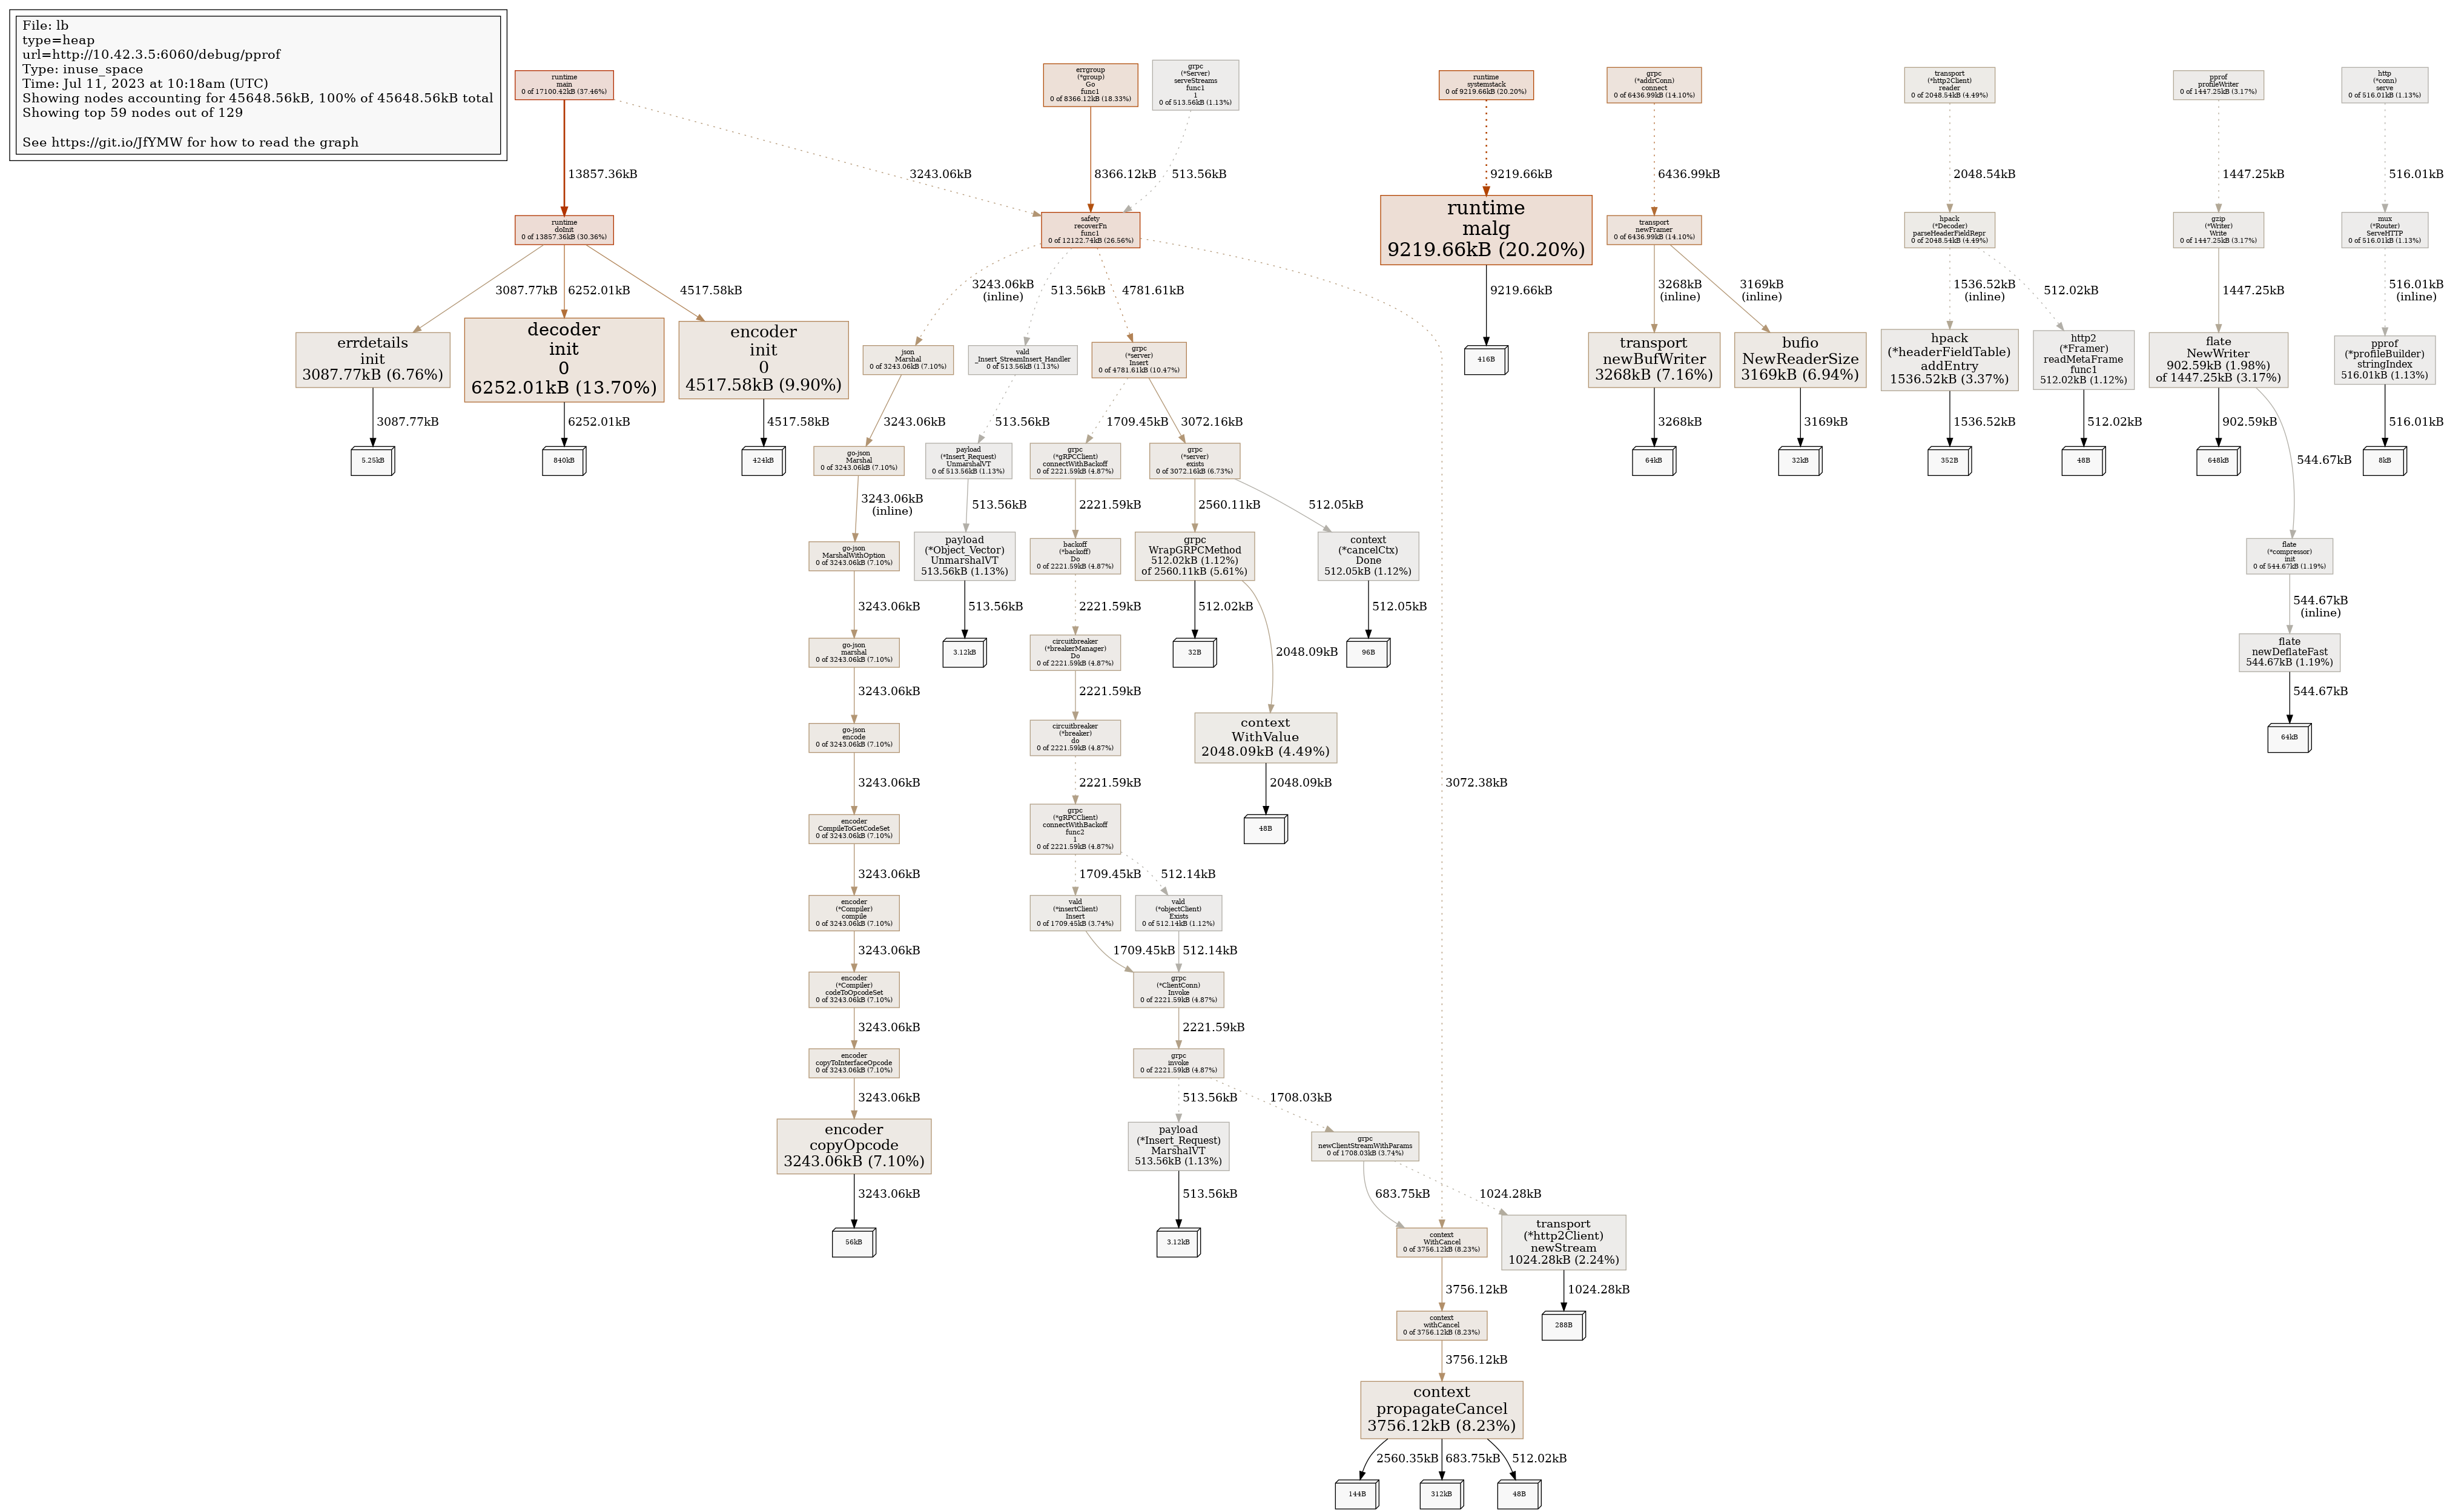 File: lb
type=heap
url=http://10.42.3.5:6060/debug/pprof
Type: inuse_space
Time: Jul 11, 2023 at 10:18am (UTC)
Showing nodes accounting for 45648.56kB, 100% of 45648.56kB total
Showing top 59 nodes out of 129
See https://git.io/JfYMW for how to read the graph
runtime
main
0 of 17100.42kB (37.46%)
errgroup
(*group)
Go
func1
0 of 8366.12kB (18.33%)
grpc
(*Server)
serveStreams
func1
1
0 of 513.56kB (1.13%)
runtime
systemstack
0 of 9219.66kB (20.20%)
grpc
(*addrConn)
connect
0 of 6436.99kB (14.10%)
transport
(*http2Client)
reader
0 of 2048.54kB (4.49%)
pprof
profileWriter
0 of 1447.25kB (3.17%)
http
(*conn)
serve
0 of 516.01kB (1.13%)
13857.36kB
3243.06kB
8366.12kB
513.56kB
9219.66kB
6436.99kB
2048.54kB
1447.25kB
516.01kB
runtime
doInit
0 of 13857.36kB (30.36%)
safety
recoverFn
func1
0 of 12122.74kB (26.56%)
runtime
malg
9219.66kB (20.20%)
transport
newFramer
0 of 6436.99kB (14.10%)
hpack
(*Decoder)
parseHeaderFieldRepr
0 of 2048.54kB (4.49%)
gzip
(*Writer)
Write
0 of 1447.25kB (3.17%)
mux
(*Router)
ServeHTTP
0 of 516.01kB (1.13%)
3087.77kB
6252.01kB
4517.58kB
3243.06kB
(inline)
513.56kB
4781.61kB
9219.66kB
3268kB
(inline)
3169kB
(inline)
1536.52kB
(inline)
512.02kB
1447.25kB
516.01kB
(inline)
errdetails
init
3087.77kB (6.76%)
decoder
init
0
6252.01kB (13.70%)
encoder
init
0
4517.58kB (9.90%)
json
Marshal
0 of 3243.06kB (7.10%)
vald
_Insert_StreamInsert_Handler
0 of 513.56kB (1.13%)
grpc
(*server)
Insert
0 of 4781.61kB (10.47%)
416B
transport
newBufWriter
3268kB (7.16%)
bufio
NewReaderSize
3169kB (6.94%)
hpack
(*headerFieldTable)
addEntry
1536.52kB (3.37%)
http2
(*Framer)
readMetaFrame
func1
512.02kB (1.12%)
flate
NewWriter
902.59kB (1.98%)
of 1447.25kB (3.17%)
pprof
(*profileBuilder)
stringIndex
516.01kB (1.13%)
3087.77kB
6252.01kB
4517.58kB
3243.06kB
513.56kB
1709.45kB
3072.16kB
3268kB
3169kB
1536.52kB
512.02kB
902.59kB
544.67kB
516.01kB
5.25kB
840kB
424kB
go-json
Marshal
0 of 3243.06kB (7.10%)
payload
(*Insert_Request)
UnmarshalVT
0 of 513.56kB (1.13%)
grpc
(*gRPCClient)
connectWithBackoff
0 of 2221.59kB (4.87%)
grpc
(*server)
exists
0 of 3072.16kB (6.73%)
64kB
32kB
352B
48B
648kB
8kB
3243.06kB
(inline)
513.56kB
2221.59kB
2560.11kB
512.05kB
go-json
MarshalWithOption
0 of 3243.06kB (7.10%)
payload
(*Object_Vector)
UnmarshalVT
513.56kB (1.13%)
backoff
(*backoff)
Do
0 of 2221.59kB (4.87%)
grpc
WrapGRPCMethod
512.02kB (1.12%)
of 2560.11kB (5.61%)
context
(*cancelCtx)
Done
512.05kB (1.12%)
flate
(*compressor)
init
0 of 544.67kB (1.19%)
3243.06kB
513.56kB
2221.59kB
512.02kB
2048.09kB
512.05kB
544.67kB
(inline)
go-json
marshal
0 of 3243.06kB (7.10%)
3.12kB
circuitbreaker
(*breakerManager)
Do
0 of 2221.59kB (4.87%)
32B
96B
flate
newDeflateFast
544.67kB (1.19%)
3243.06kB
2221.59kB
544.67kB
go-json
encode
0 of 3243.06kB (7.10%)
circuitbreaker
(*breaker)
do
0 of 2221.59kB (4.87%)
context
WithValue
2048.09kB (4.49%)
64kB
3243.06kB
2221.59kB
2048.09kB
3072.38kB
encoder
CompileToGetCodeSet
0 of 3243.06kB (7.10%)
grpc
(*gRPCClient)
connectWithBackoff
func2
1
0 of 2221.59kB (4.87%)
48B
3243.06kB
1709.45kB
512.14kB
encoder
(*Compiler)
compile
0 of 3243.06kB (7.10%)
vald
(*insertClient)
Insert
0 of 1709.45kB (3.74%)
vald
(*objectClient)
Exists
0 of 512.14kB (1.12%)
3243.06kB
1709.45kB
512.14kB
encoder
(*Compiler)
codeToOpcodeSet
0 of 3243.06kB (7.10%)
grpc
(*ClientConn)
Invoke
0 of 2221.59kB (4.87%)
3243.06kB
2221.59kB
encoder
copyToInterfaceOpcode
0 of 3243.06kB (7.10%)
grpc
invoke
0 of 2221.59kB (4.87%)
3243.06kB
513.56kB
1708.03kB
encoder
copyOpcode
3243.06kB (7.10%)
payload
(*Insert_Request)
MarshalVT
513.56kB (1.13%)
grpc
newClientStreamWithParams
0 of 1708.03kB (3.74%)
3243.06kB
513.56kB
683.75kB
1024.28kB
56kB
3.12kB
context
WithCancel
0 of 3756.12kB (8.23%)
transport
(*http2Client)
newStream
1024.28kB (2.24%)
3756.12kB
1024.28kB
context
withCancel
0 of 3756.12kB (8.23%)
288B
3756.12kB
context
propagateCancel
3756.12kB (8.23%)
2560.35kB
683.75kB
512.02kB
144B
312kB
48B